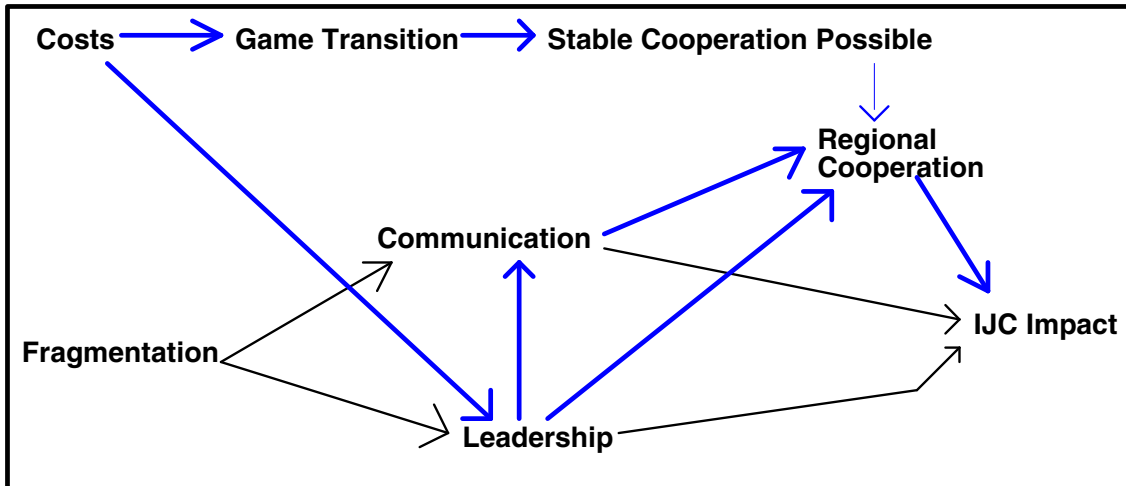 Costs
Game Transition
Stable Cooperation Possible
Regional
Cooperation
Communication
IJC Impact
Fragmentation
Leadership